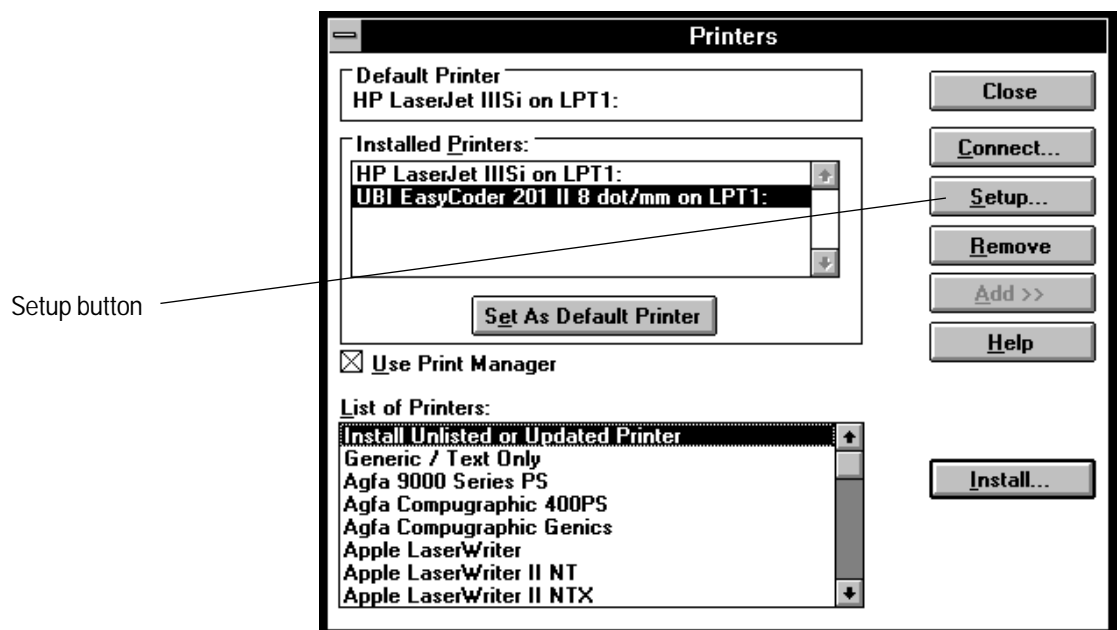 Printers
Default Printer
HP LaserJet IIISi on LPT1:
Close
Installed Printers:
HP LaserJet IIISi on LPT1:
UBI EasyCoder 201 II 8 dot/mm on LPT1:
Connect...
Setup...
Remove
Add >>
Help
Setup button
Set As Default Printer
Use Print Manager
List of Printers:
Install Unlisted or Updated Printer
Generic / Text Only
Agfa 9000 Series PS
Agfa Compugraphic 400PS
Agfa Compugraphic Genics
Apple LaserWriter
Apple LaserWriter II NT
Apple LaserWriter II NTX
Install...